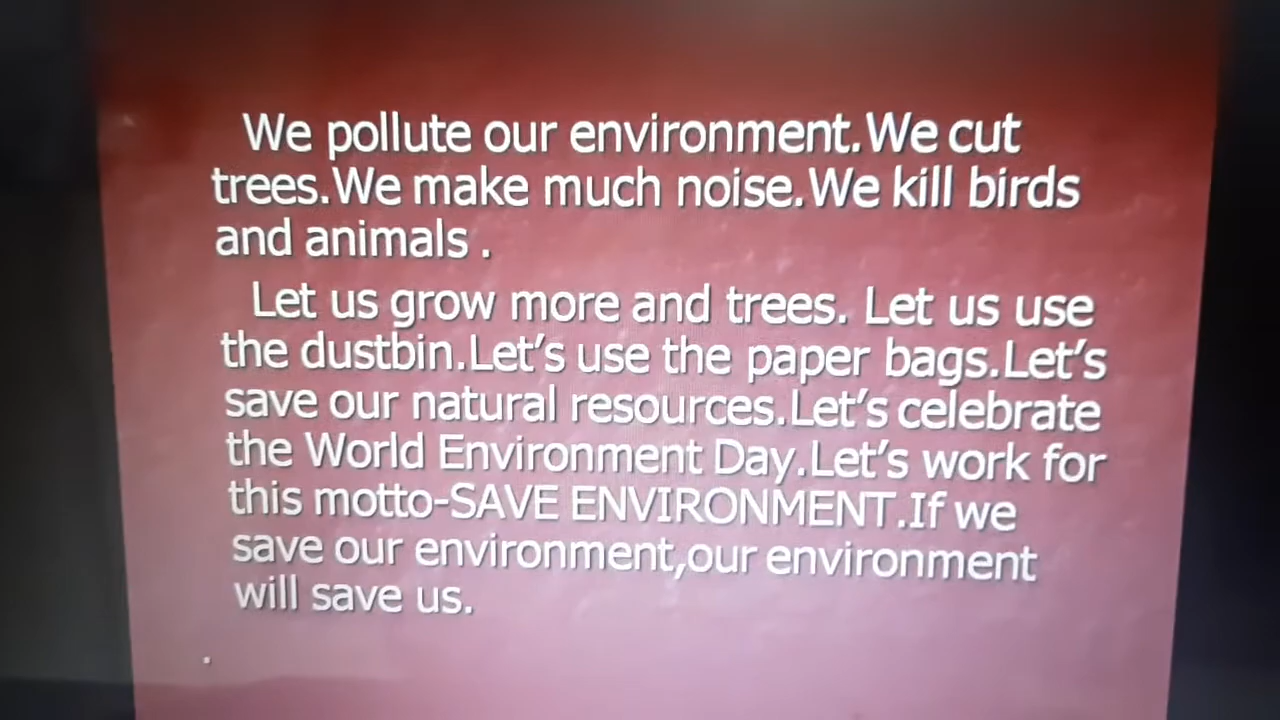 We pollute our environment.We cut
trees.We make much noise.We kill birds
and animals .
Let us grow more and trees. Let us use
the dustbin.Let’s use the paper bags.Let’s
save our natural resources.Let’s celebrate
the World Environment Day.Let’s work for
this motto-SAVE ENVIRONMENT.If we
save our environment,our environment
will save us.
.